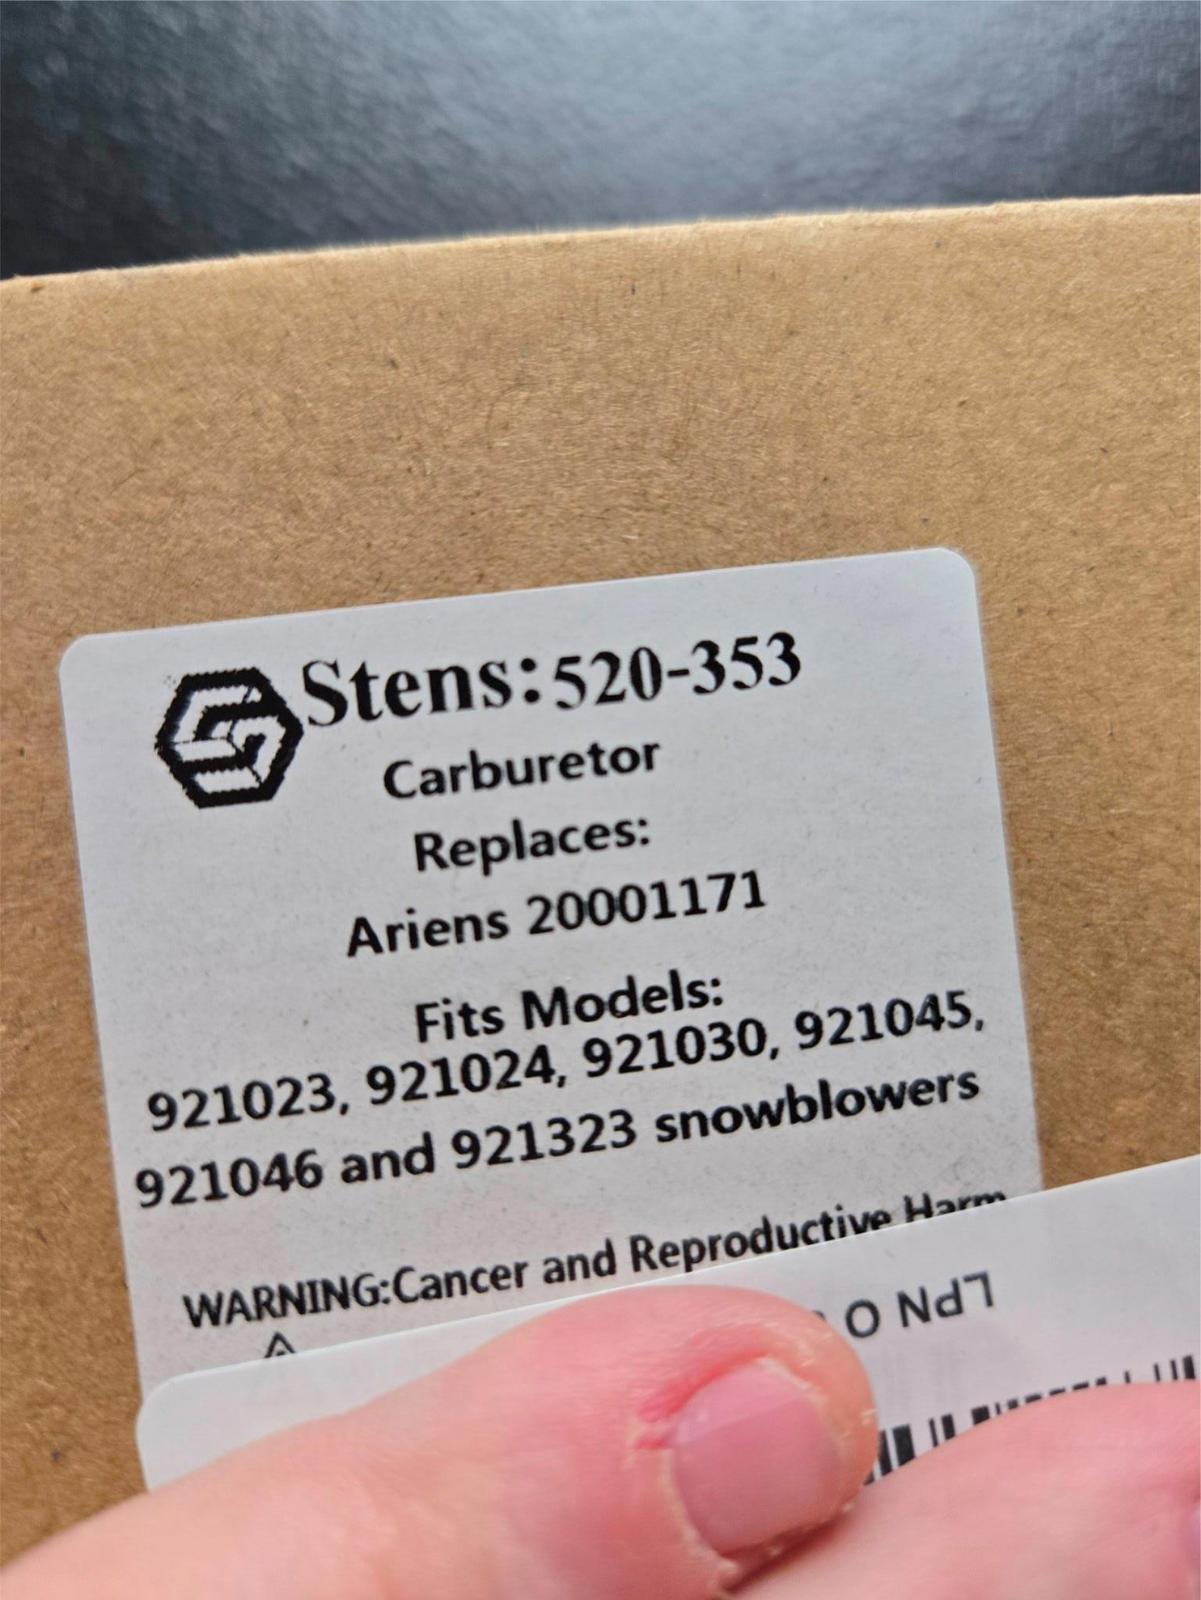 Stens:520-353
Carburetor
Replaces:
Ariens 20001171
Fits Models:
921023, 921024, 921030, 921045,
921046 and 921323 snowblowers
WARNING:Cancer and Reproductive Harm
LPN O